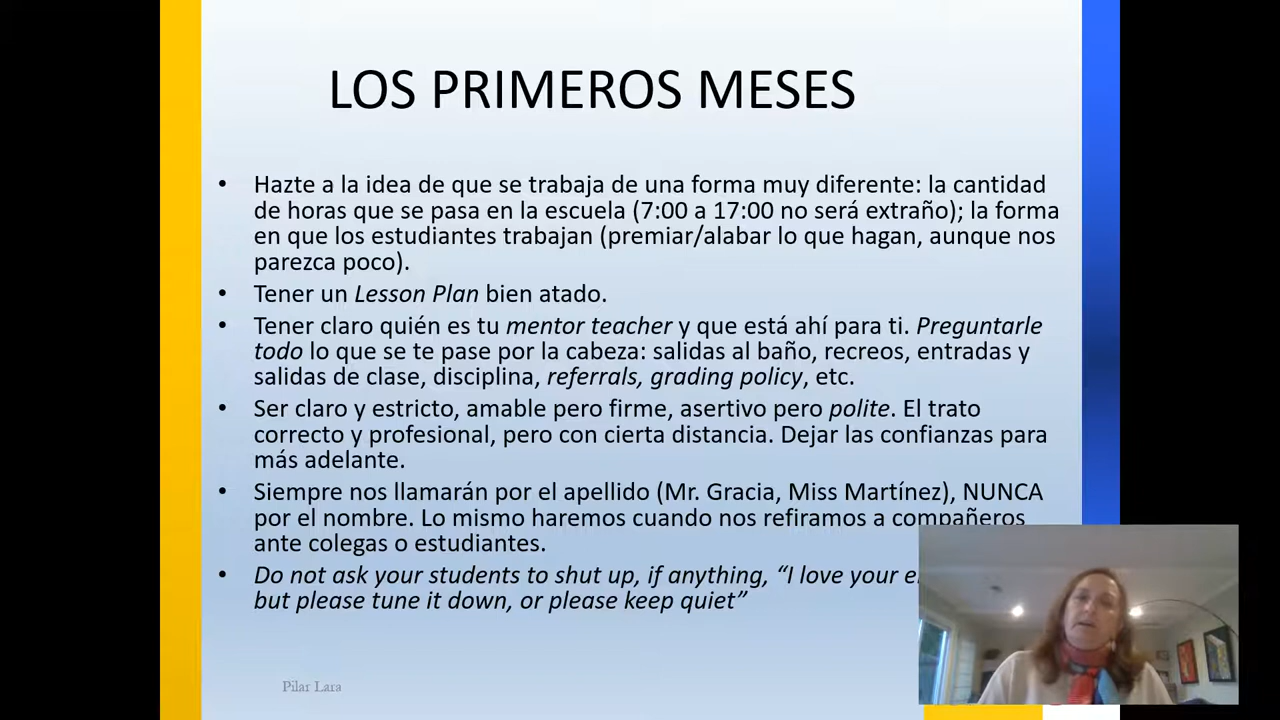 LOS PRIMEROS MESES
• Hazte a la idea de que se trabaja de una forma muy diferente: la cantidad
de horas que se pasa en la escuela (7:00 a 17:00 no será extraño); la forma
en que los estudiantes trabajan (premiar/alabar lo que hagan, aunque nos
parezca poco).
• Tener un Lesson Plan bien atado.
• Tener claro quién es tu mentor teacher y que está ahí para ti. Preguntarle
todo lo que se te pase por la cabeza: salidas al baño, recreos, entradas y
salidas de clase, disciplina, referrals, grading policy, etc.
• Ser claro y estricto, amable pero firme, asertivo pero polite. El trato
correcto y profesional, pero con cierta distancia. Dejar las confianzas para
más adelante.
• Siempre nos llamarán por el apellido (Mr. Gracia, Miss Martínez), NUNCA
por el nombre. Lo mismo haremos cuando nos refiramos a compañeros
ante colegas o estudiantes.
• Do not ask your students to shut up, if anything, “I love your
but please tune it down, or please keep quiet”
Pilar Lara